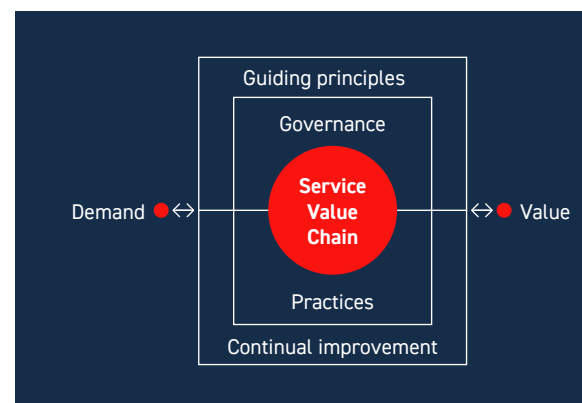 Guiding principles
Governance
Service
Value
Chain
Demand
Value
Practices
Continual improvement